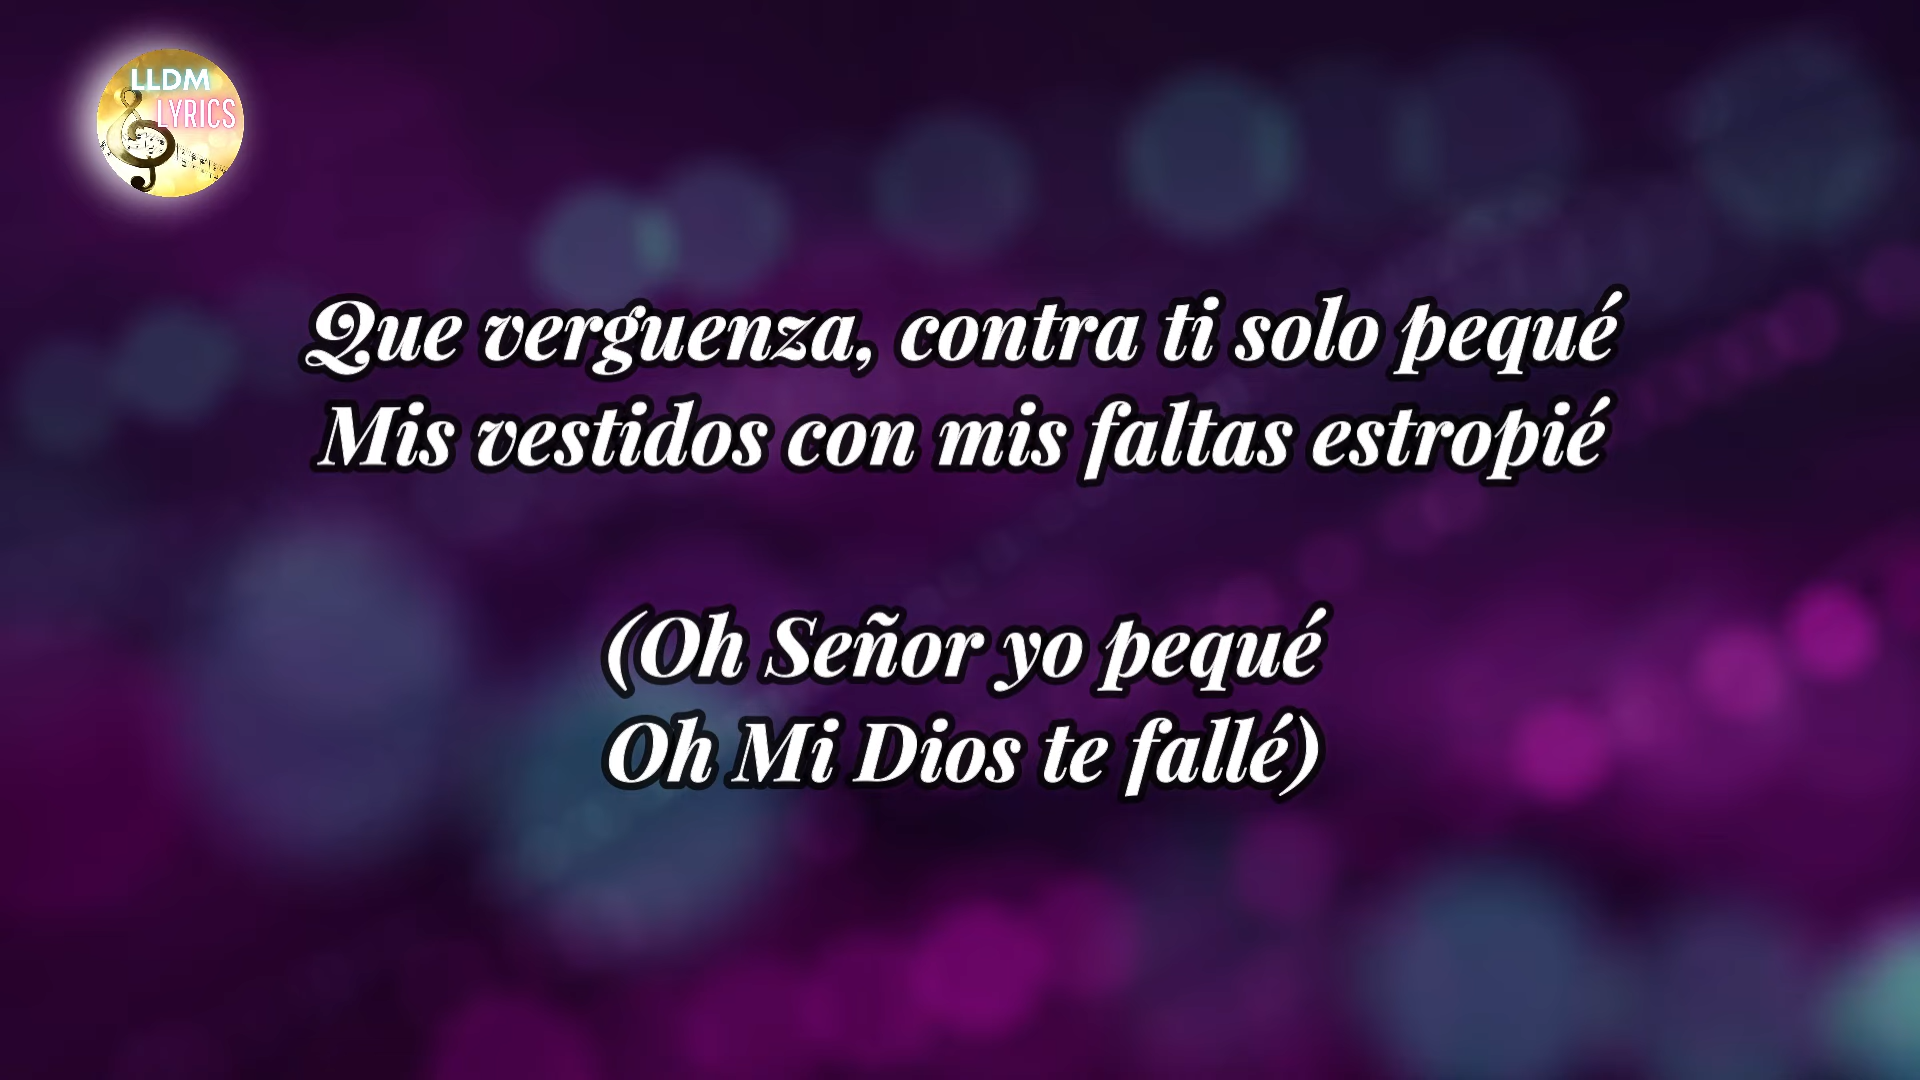 LLDM
LYRICS
Que verguenza, contra ti solo pequé
Mis vestidos con mis faltas estropié
(Oh Señor yo pequé
Oh Mi Dios te fallé)